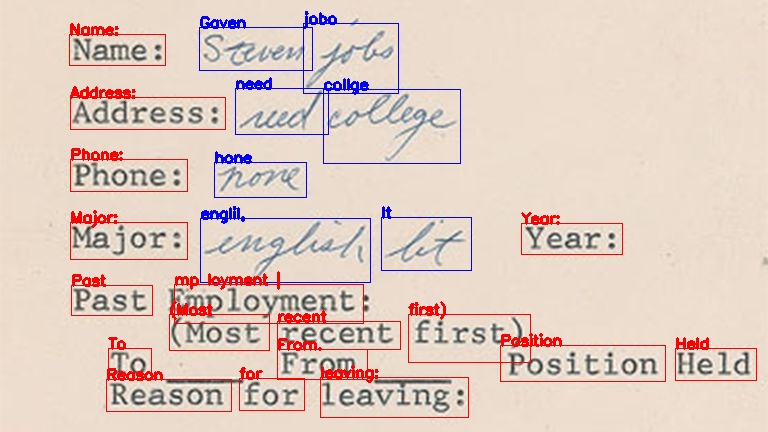 Name: Gaven jobo
Name: Steven jobs
Address: need collge
Address: reed college
Phone: hone
Phone: none
Major: englil, lt Year:
Major: english lit Year:
Past mp loyment |
Past Employment:
(Most recent first)
(Most recent first)
To From. Position Held
To ____ From ____ Position Held
Reason for leaving:
Reason for leaving: